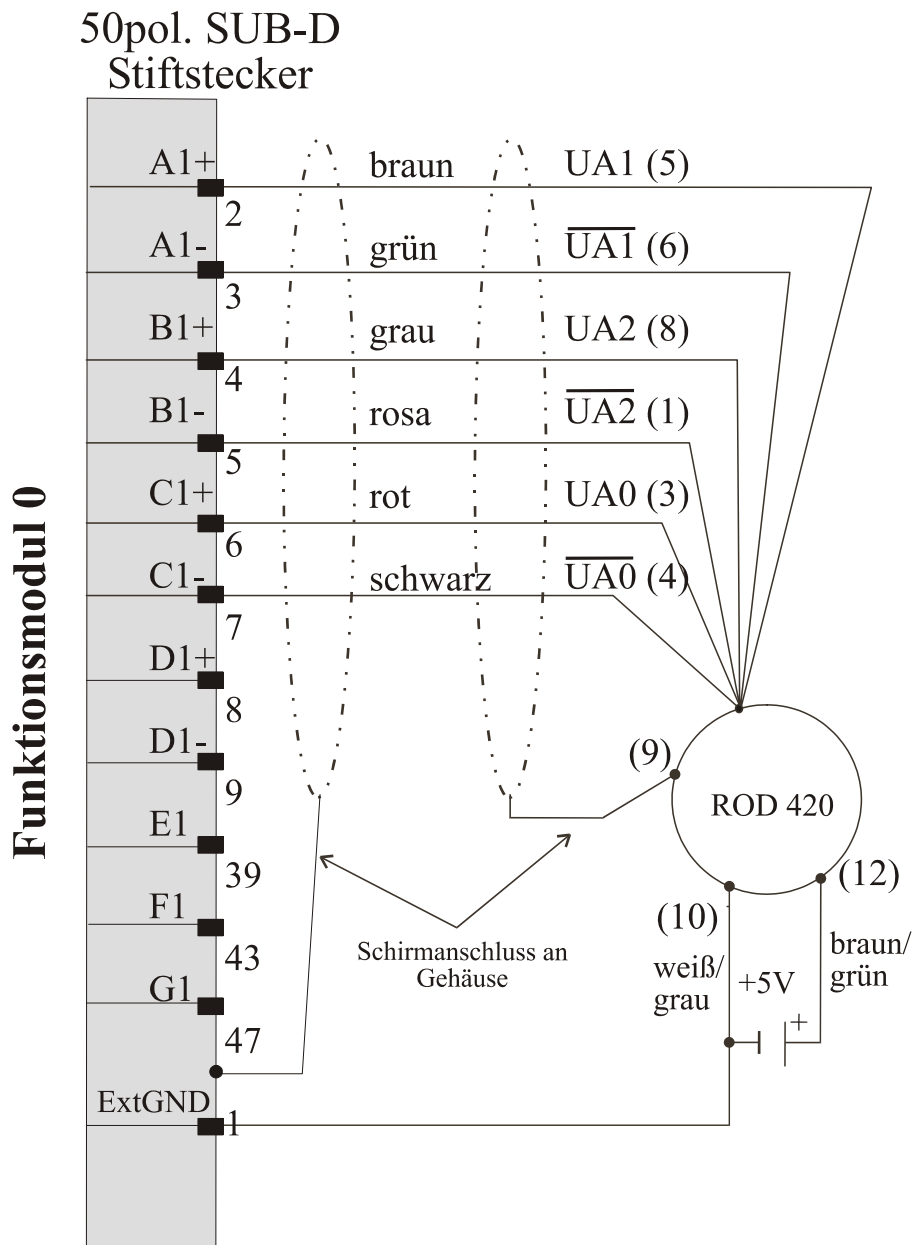 50pol. SUB-D
Stiftstecker
Funktionsmodul 0
A1+
2
braun
UA1 (5)
A1-
3
grün
U̅A̅1̅ (6)
B1+
4
grau
UA2 (8)
B1-
5
rosa
U̅A̅2̅ (1)
C1+
6
rot
UA0 (3)
C1-
7
schwarz
U̅A̅0̅ (4)
D1+
8
D1-
9
E1
39
F1
43
G1
47
ExtGND
1
(9)
ROD 420
(10)
(12)
Schirmanschluss an
Gehäuse
weiß/
grau
+5V
+
braun/
grün